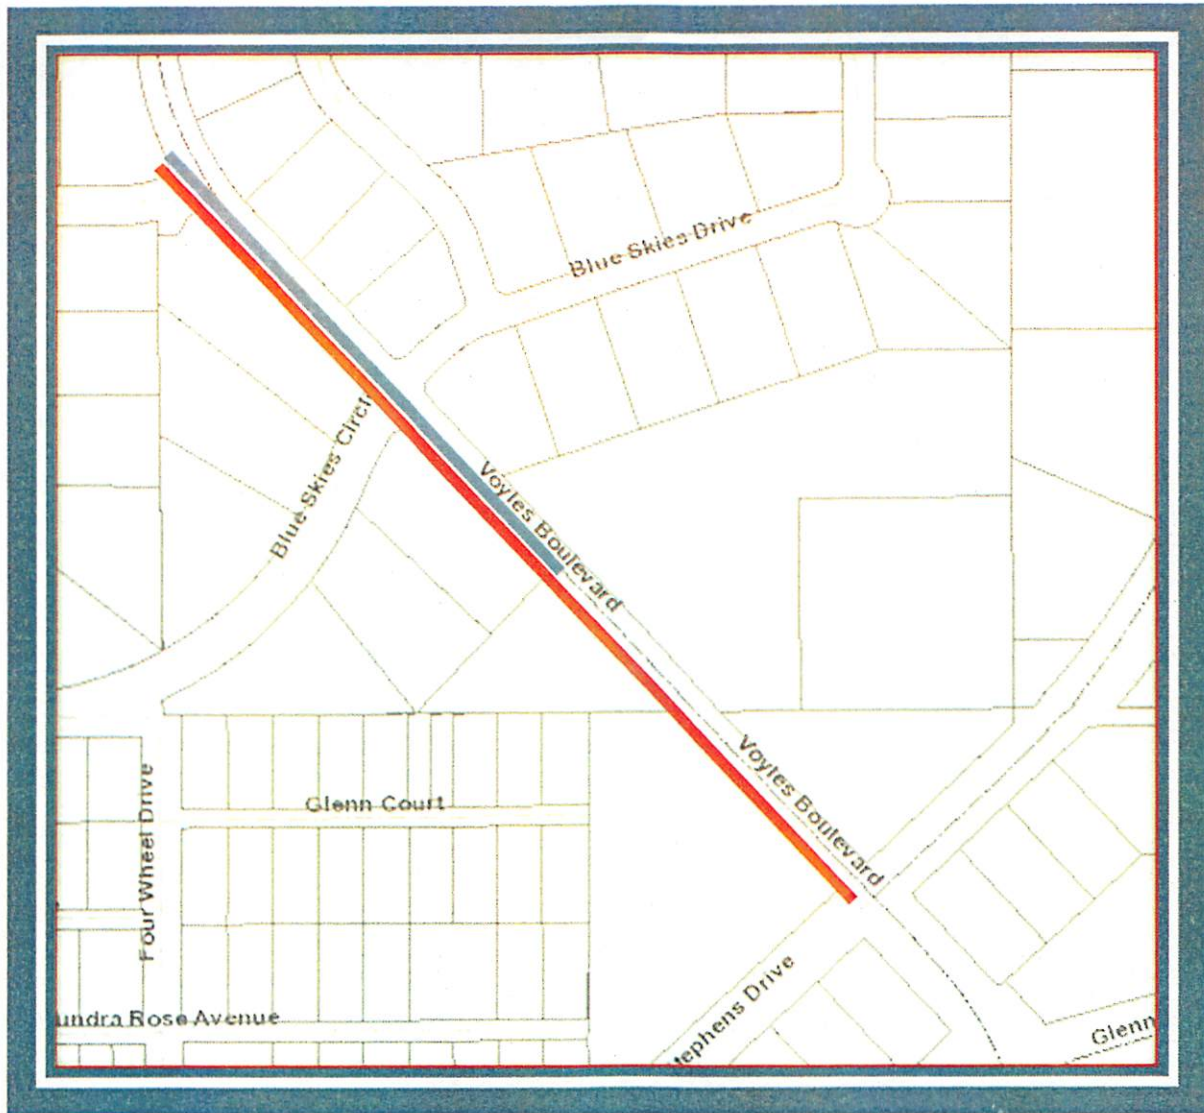 Blue Skies Drive
Blue Skies Circl
Voyles Boulevard
Voyles Boulevard
Glenn Court
Four Wheel Drive
undra Rose Avenue
tephens Drive
Glenn